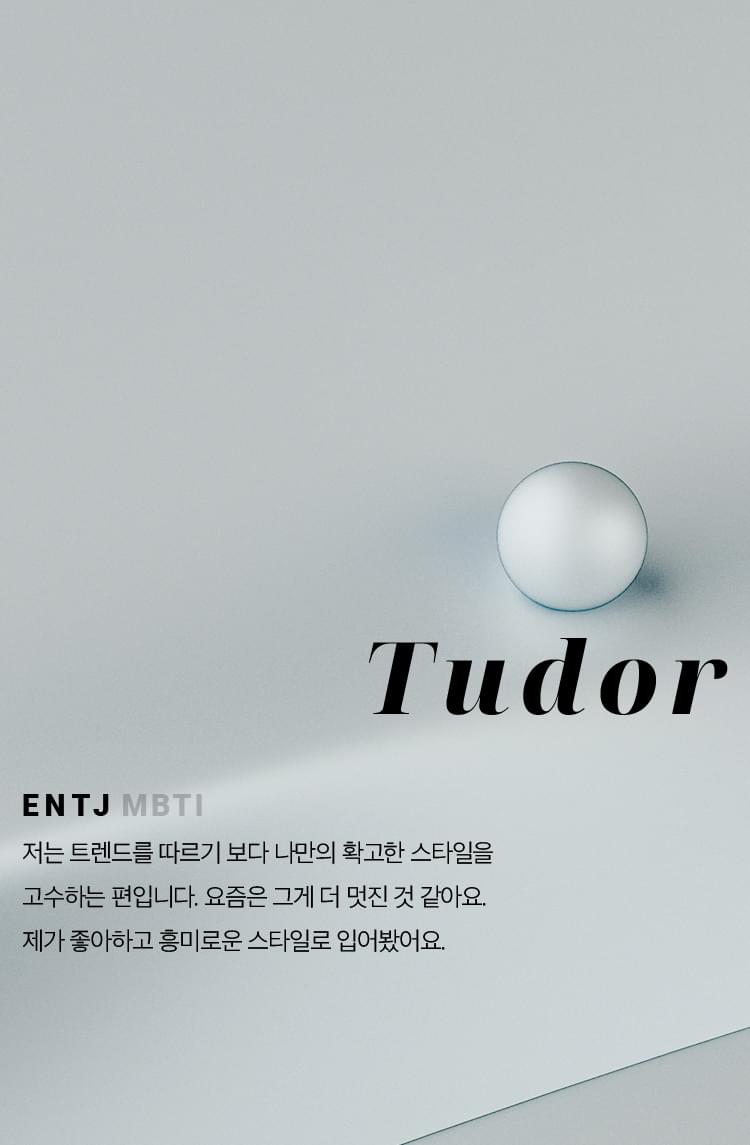 Tudor
ENTJ MBTI
저는 트렌드를 따르기 보다 나만의 확고한 스타일을
고수하는 편입니다. 요즘은 그게 더 멋진 것 같아요.
제가 좋아하고 흥미로운 스타일로 입어봤어요.